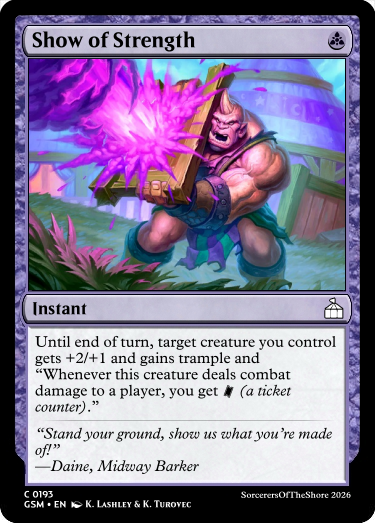 Show of Strength
Instant
Until end of turn, target creature you control
gets +2/+1 and gains trample and
“Whenever this creature deals combat
damage to a player, you get (a ticket
counter).”
“Stand your ground, show us what you’re made
of!”
—Daine, Midway Barker
C 0193
GSM • EN K. Lashley & K. Turovec
SorcerersOfTheShore 2026